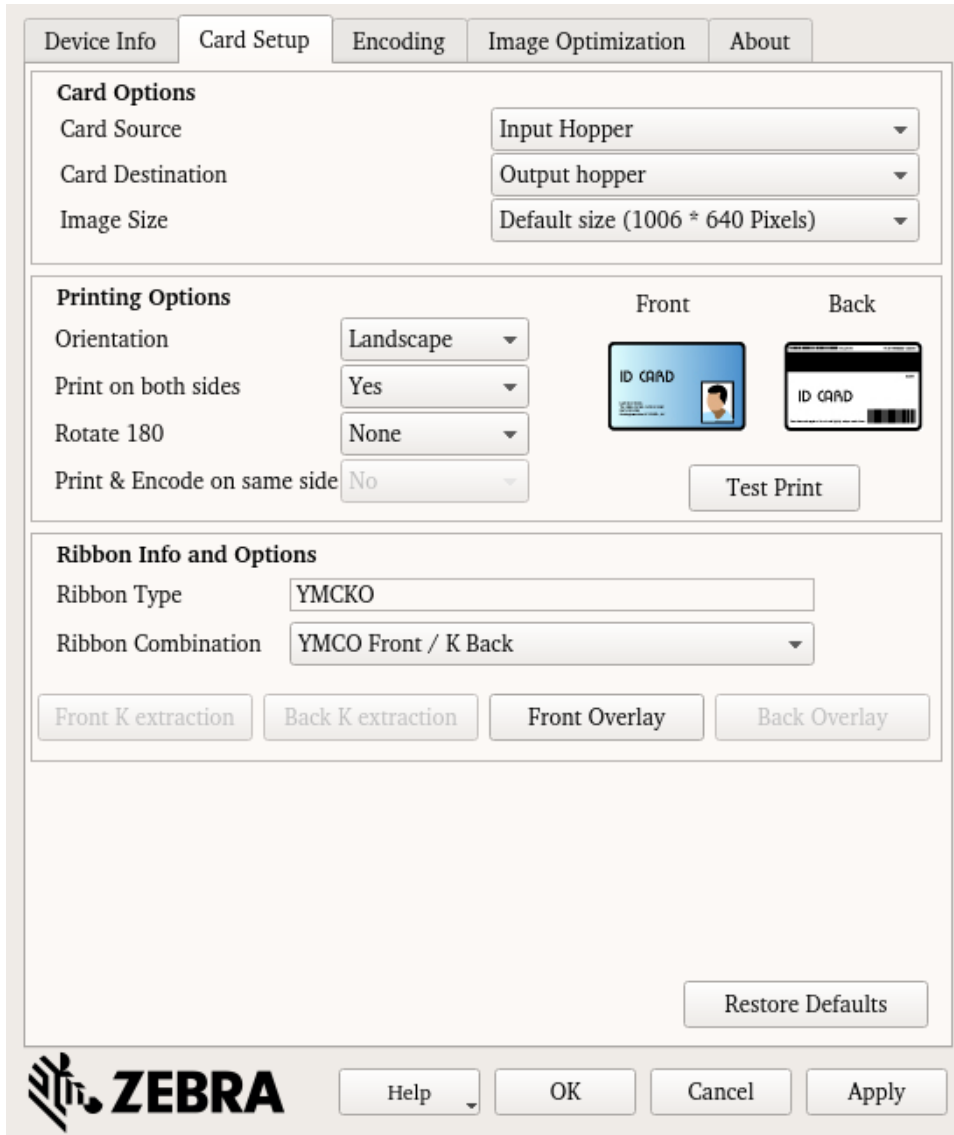 Device Info Card Setup Encoding Image Optimization About
Card Options
Card Source Input Hopper
Card Destination Output hopper
Image Size Default size (1006 * 640 Pixels)
Printing Options Front Back
Orientation Landscape
Print on both sides Yes
Rotate 180 None
Print & Encode on same side No
ID CARD
ID CARD
Test Print
Ribbon Info and Options
Ribbon Type YMCKO
Ribbon Combination YMCO Front / K Back
Front K extraction Back K extraction Front Overlay Back Overlay
Restore Defaults
ZEBRA Help OK Cancel Apply